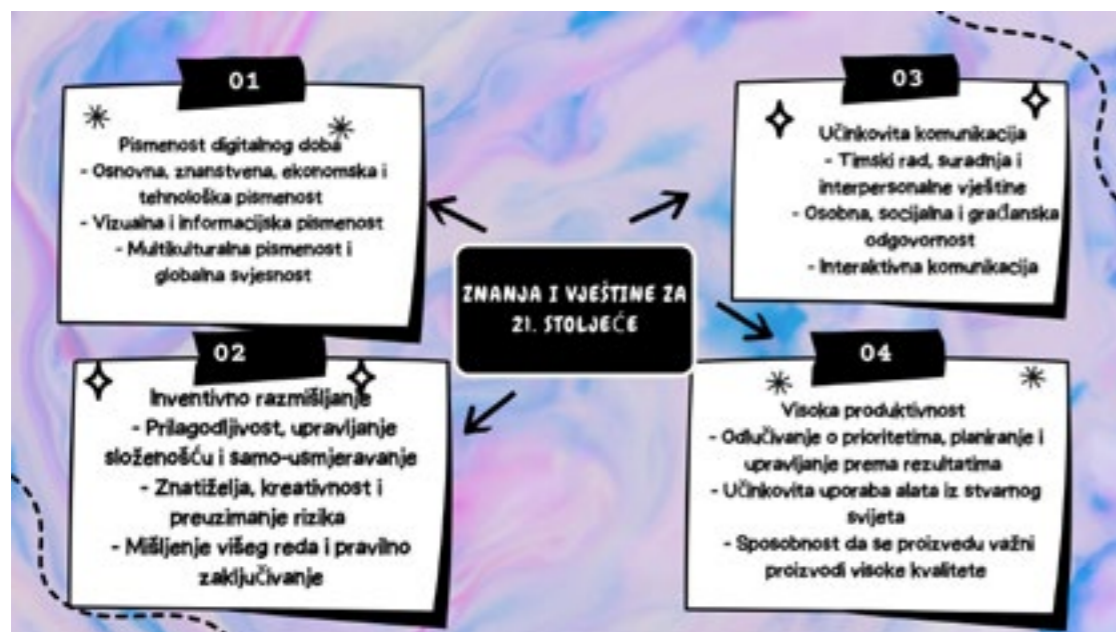 01
Pismenost digitalnog doba
- Osnovna, znanstvena, ekonomska i
tehnološka pismenost
- Vizualna i informacijska pismenost
- Multikulturalna pismenost i
globalna svjesnost
02
Inventivno razmišljanje
- Prilagodljivost, upravljanje
složenošću i samo-usmjeravanje
- Znatiželja, kreativnost i
preuzimanje rizika
- Mišljenje višeg reda i pravilno
zaključivanje
ZNANJA I VJEŠTINE ZA
21. STOLJEĆE
03
Učinkovita komunikacija
- Timski rad, suradnja i
interpersonalne vještine
- Osobna, socijalna i građanska
odgovornost
- Interaktivna komunikacija
04
Visoka produktivnost
- Odlučivanje o prioritetima, planiranje i
upravljanje prema rezultatima
- Učinkovita uporaba alata iz stvarnog
svijeta
- Sposobnost da se proizvedu važni
proizvodi visoke kvalitete